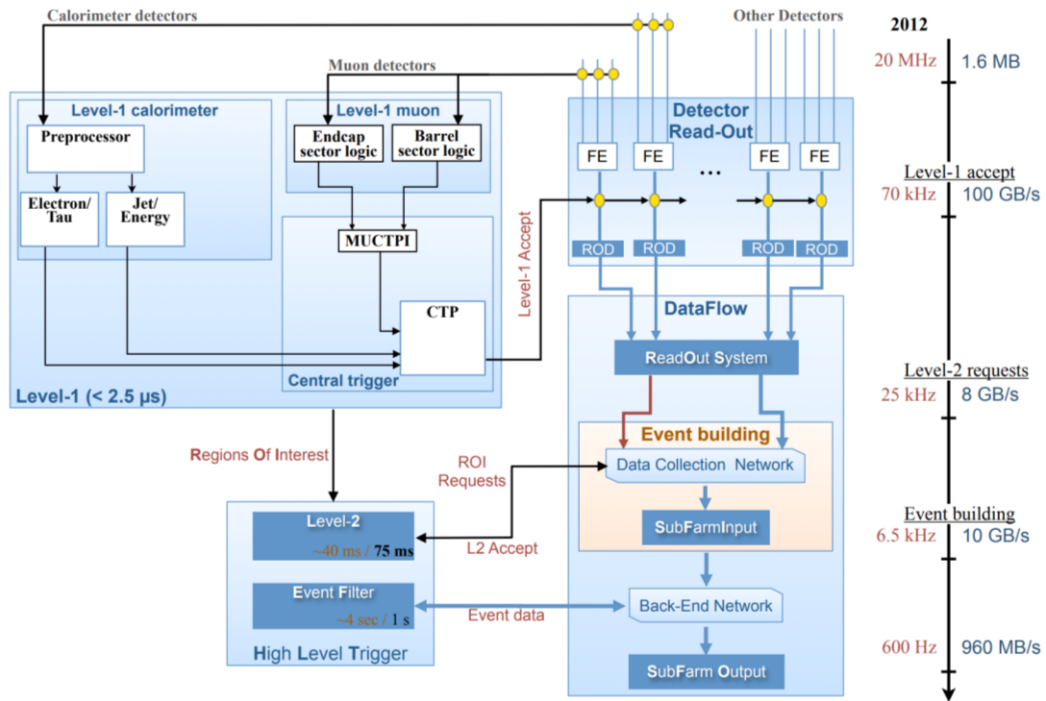 Calorimeter detectors
Other Detectors
2012
20 MHz
1.6 MB
Muon detectors
Level-1 calorimeter
Level-1 muon
Detector
Read-Out
Preprocessor
Endcap
sector logic
Barrel
sector logic
FE
FE
...
FE
FE
Level-1 accept
70 kHz
100 GB/s
Electron/
Tau
Jet/
Energy
MUCTPI
Level-1 Accept
ROD
ROD
ROD
ROD
CTP
DataFlow
ReadOut System
Central trigger
Level-1 (< 2.5 µs)
Level-2 requests
25 kHz
8 GB/s
Regions Of Interest
ROI
Requests
Event building
Data Collection Network
Level-2
~40 ms / 75 ms
L2 Accept
SubFarmInput
Event building
6.5 kHz
10 GB/s
Event Filter
~4 sec / 1 s
Event data
Back-End Network
High Level Trigger
SubFarm Output
600 Hz
960 MB/s